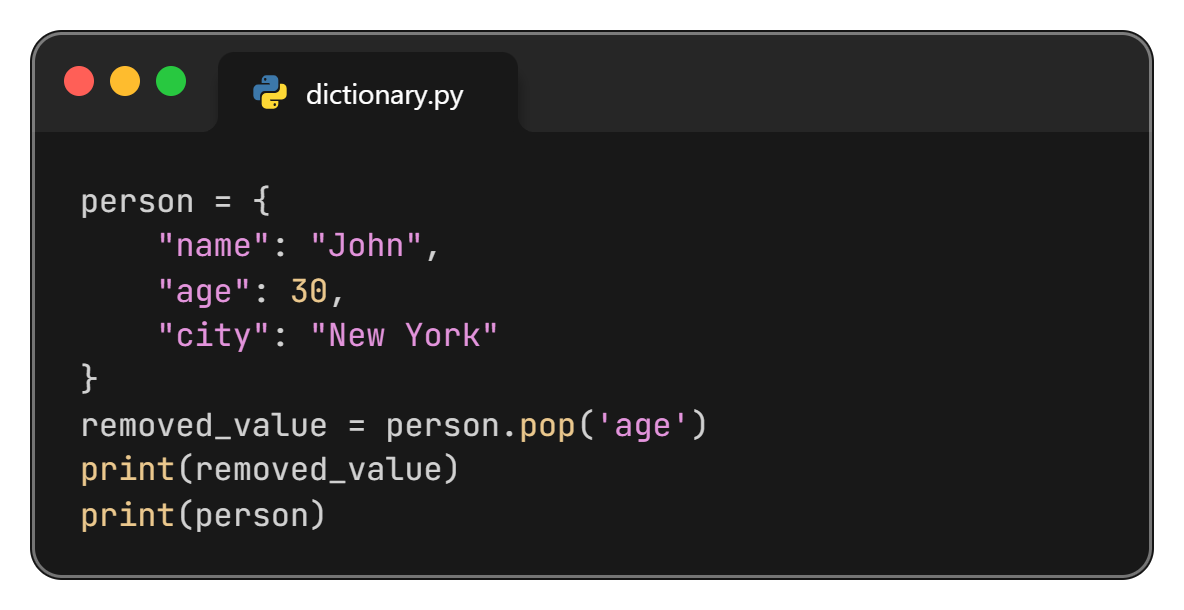 dictionary.py
person = {
    "name": "John",
    "age": 30,
    "city": "New York"
}
removed_value = person.pop('age')
print(removed_value)
print(person)